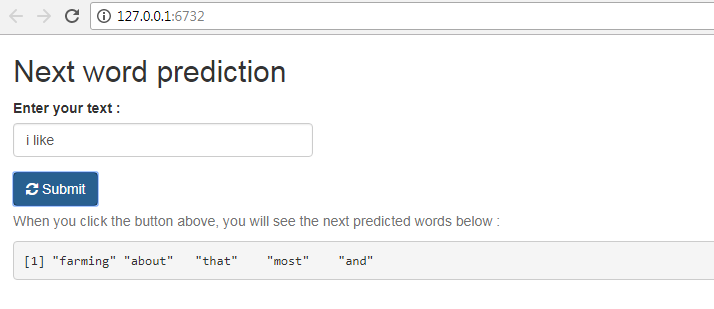 127.0.0.1:6732
Next word prediction
Enter your text :
i like
Submit
When you click the button above, you will see the next predicted words below :
[1] "farming" "about"   "that"    "most"    "and"